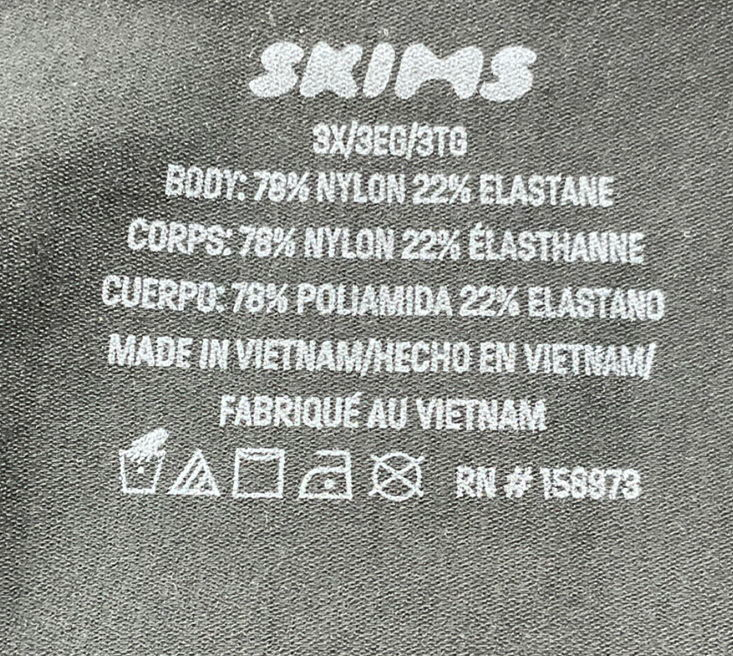 SKIMS
3X/3EG/3TG
BODY: 78% NYLON 22% ELASTANE
CORPS: 78% NYLON 22% ÉLASTHANNE
CUERPO: 78% POLIAMIDA 22% ELASTANO
MADE IN VIETNAM/HECHO EN VIETNAM/
FABRIQUÉ AU VIETNAM
RN # 158973